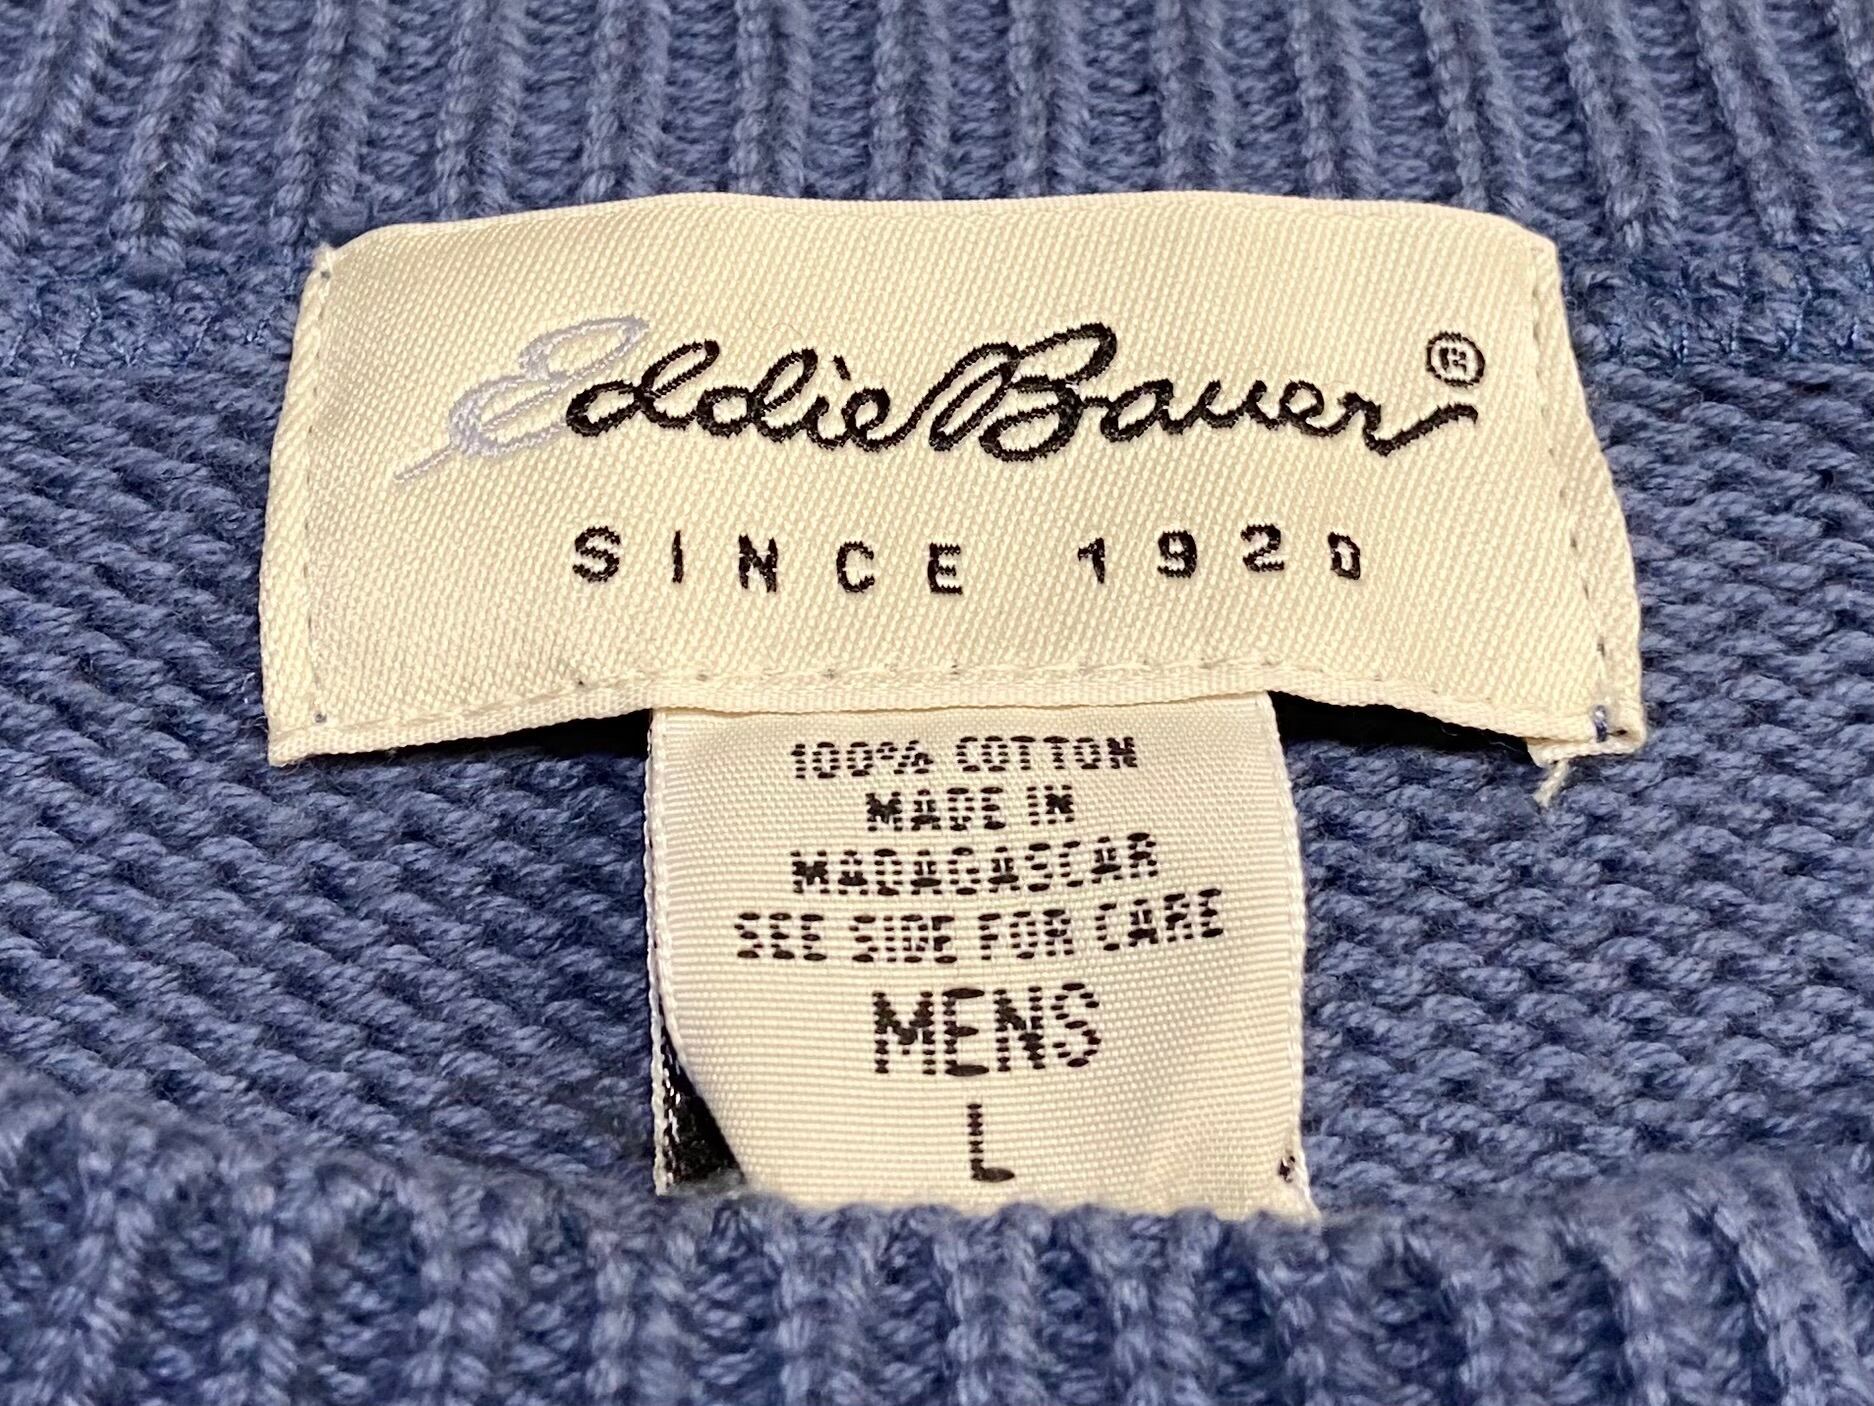 Eddie Bauer®
SINCE 1920
100% COTTON
MADE IN
MADAGASCAR
SEE SIDE FOR CARE
MENS
L